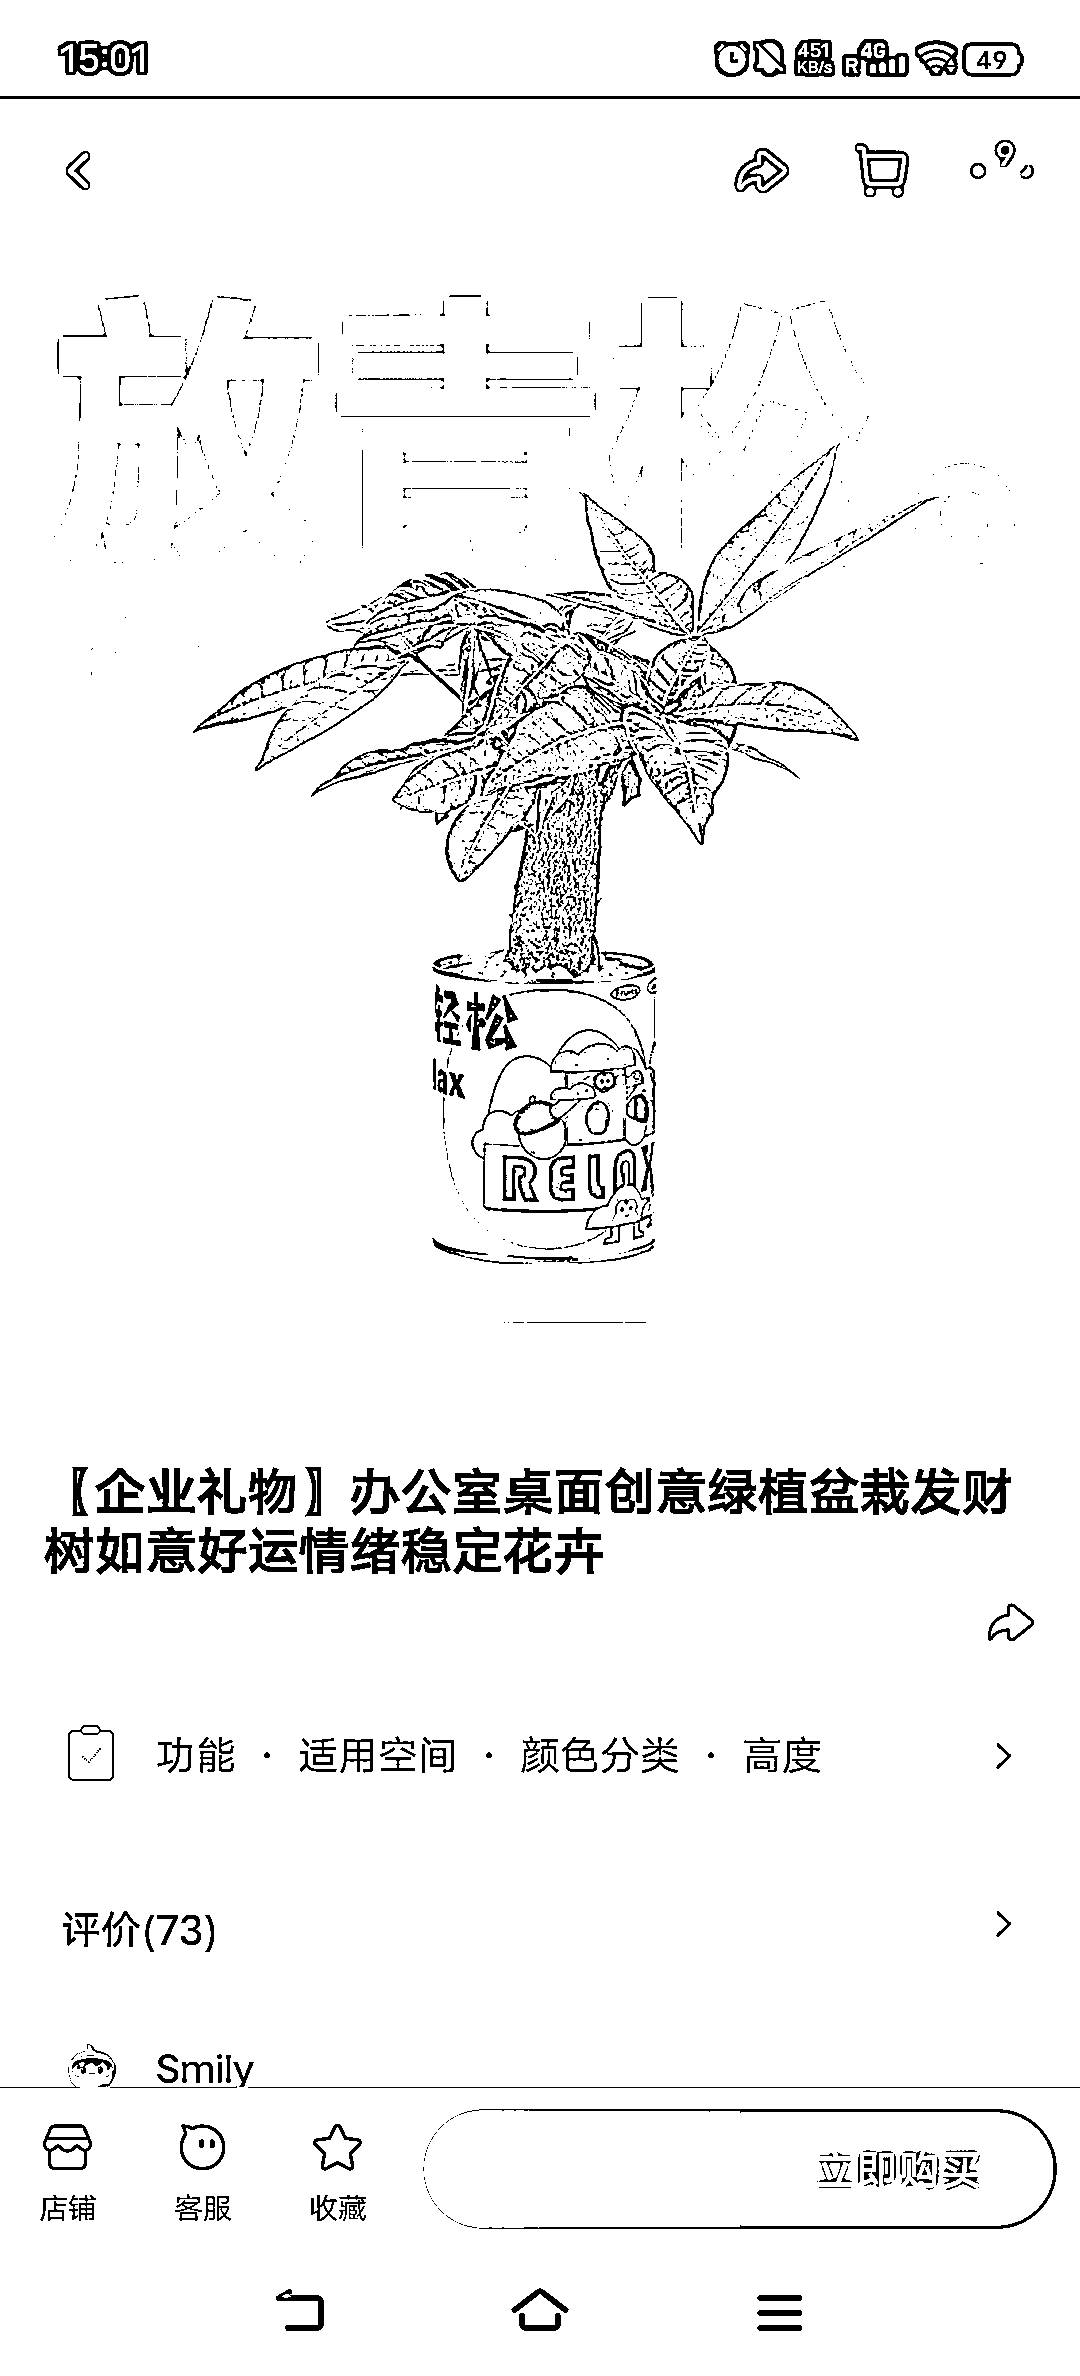 15:01
451 KB/s R 4G 49
9
放青松。
Fruits
轻松
lax
RELAX
【企业礼物】办公室桌面创意绿植盆栽发财
树如意好运情绪稳定花卉
功能 · 适用空间 · 颜色分类 · 高度
评价(73)
Smily
立即购买
店铺 客服 收藏